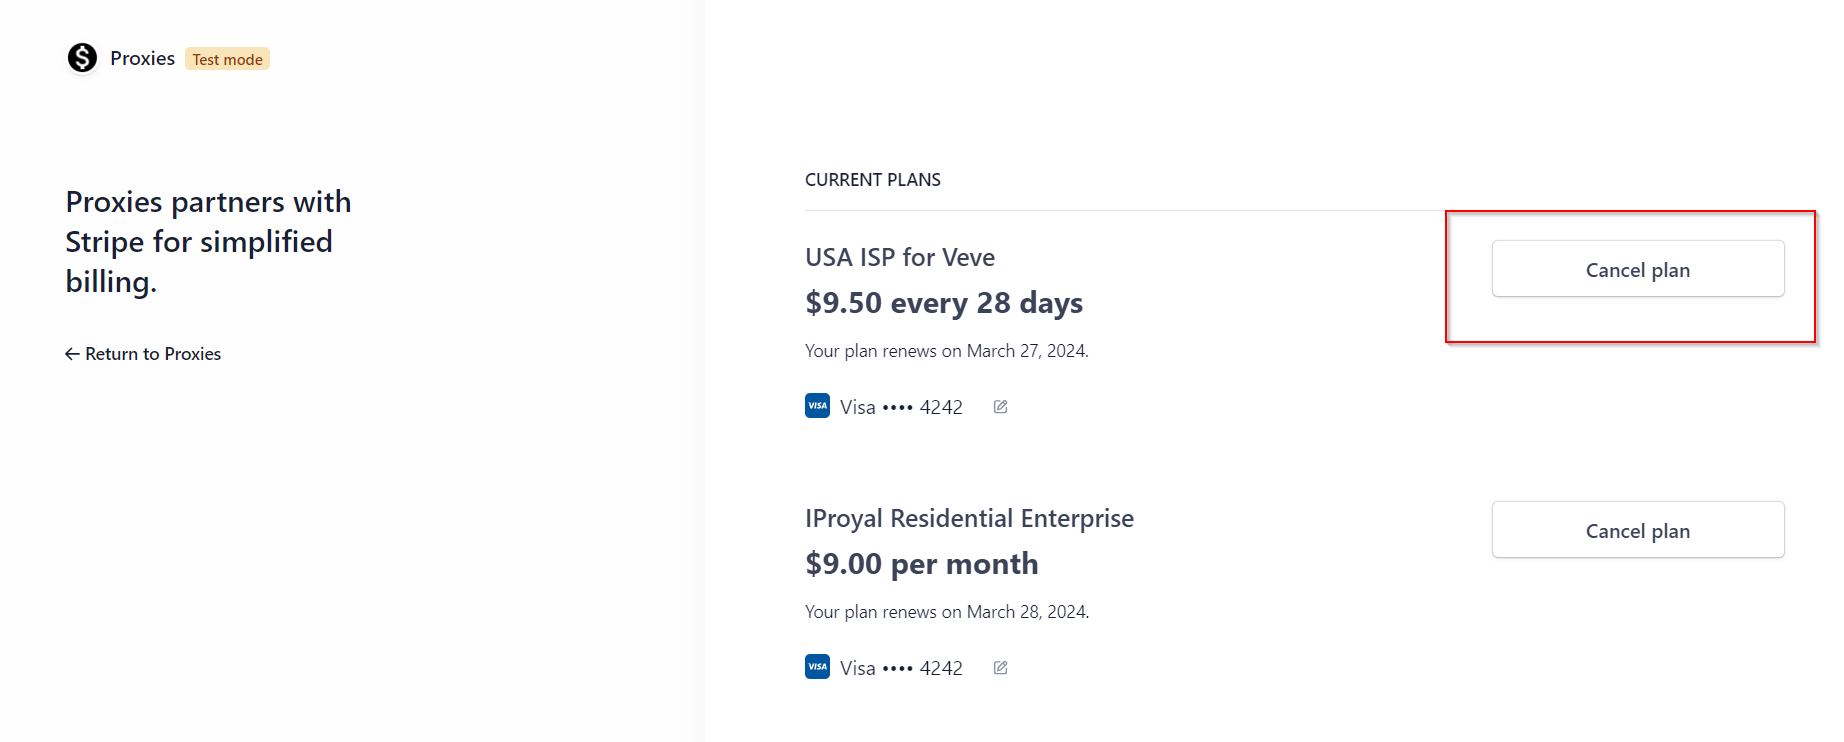 Proxies Test mode
Proxies partners with
Stripe for simplified
billing.
← Return to Proxies
CURRENT PLANS
USA ISP for Veve
Cancel plan
$9.50 every 28 days
Your plan renews on March 27, 2024.
VISA Visa •••• 4242
IProyal Residential Enterprise
Cancel plan
$9.00 per month
Your plan renews on March 28, 2024.
VISA Visa •••• 4242